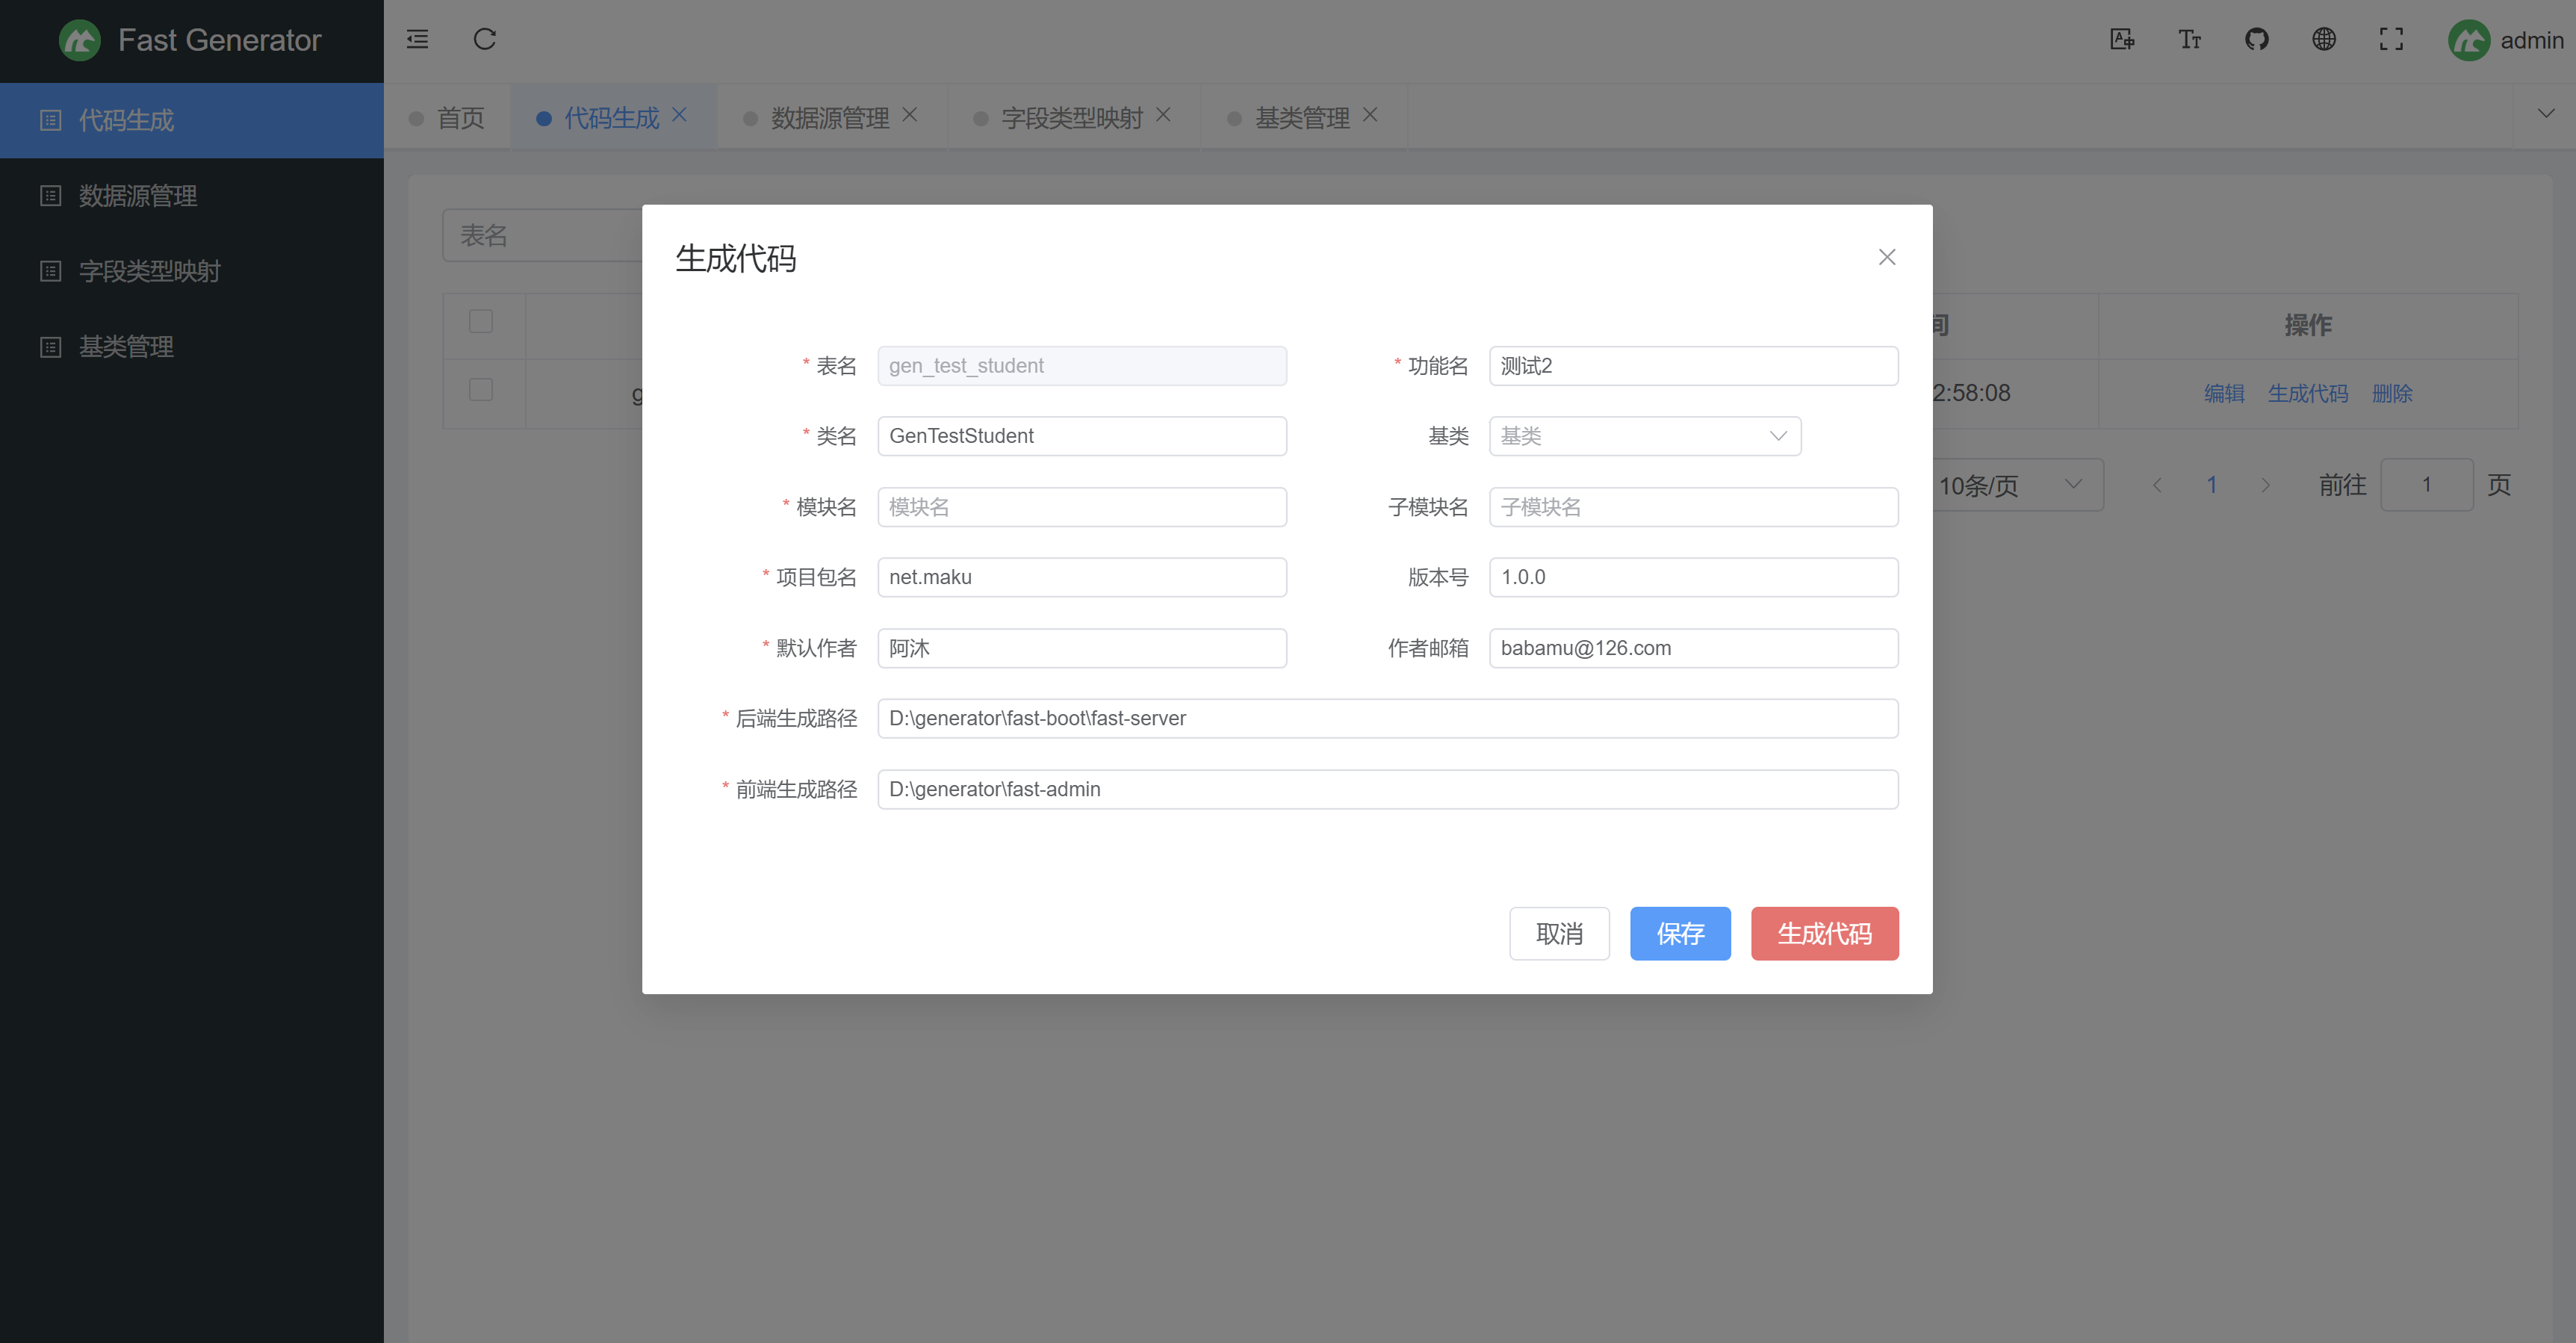 Fast Generator
admin
代码生成
数据源管理
字段类型映射
基类管理
首页
代码生成
数据源管理
字段类型映射
基类管理
表名
操作
2:58:08
编辑 生成代码 删除
10条/页
1
前往 1 页
生成代码
* 表名 gen_test_student
* 功能名 测试2
* 类名 GenTestStudent
基类 基类
* 模块名 模块名
子模块名 子模块名
* 项目包名 net.maku
版本号 1.0.0
* 默认作者 阿沐
作者邮箱 babamu@126.com
* 后端生成路径 D:\generator\fast-boot\fast-server
* 前端生成路径 D:\generator\fast-admin
取消 保存 生成代码